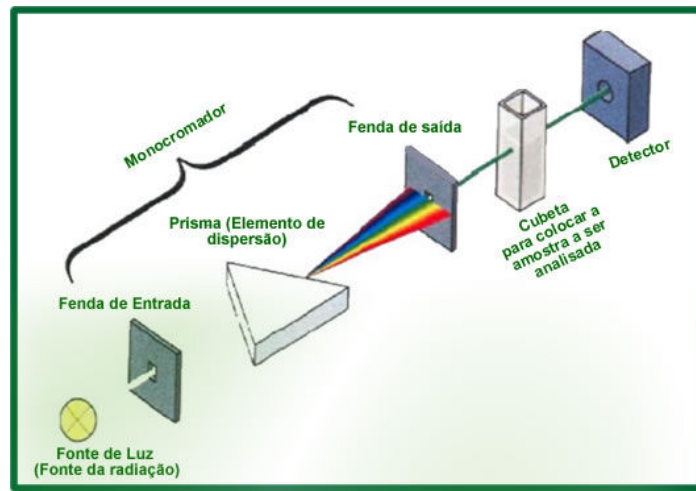 Monocromador
Fenda de saída
Detector
Cubeta
para colocar a
amostra a ser
analisada
Prisma (Elemento de
dispersão)
Fenda de Entrada
Fonte de Luz
(Fonte da radiação)